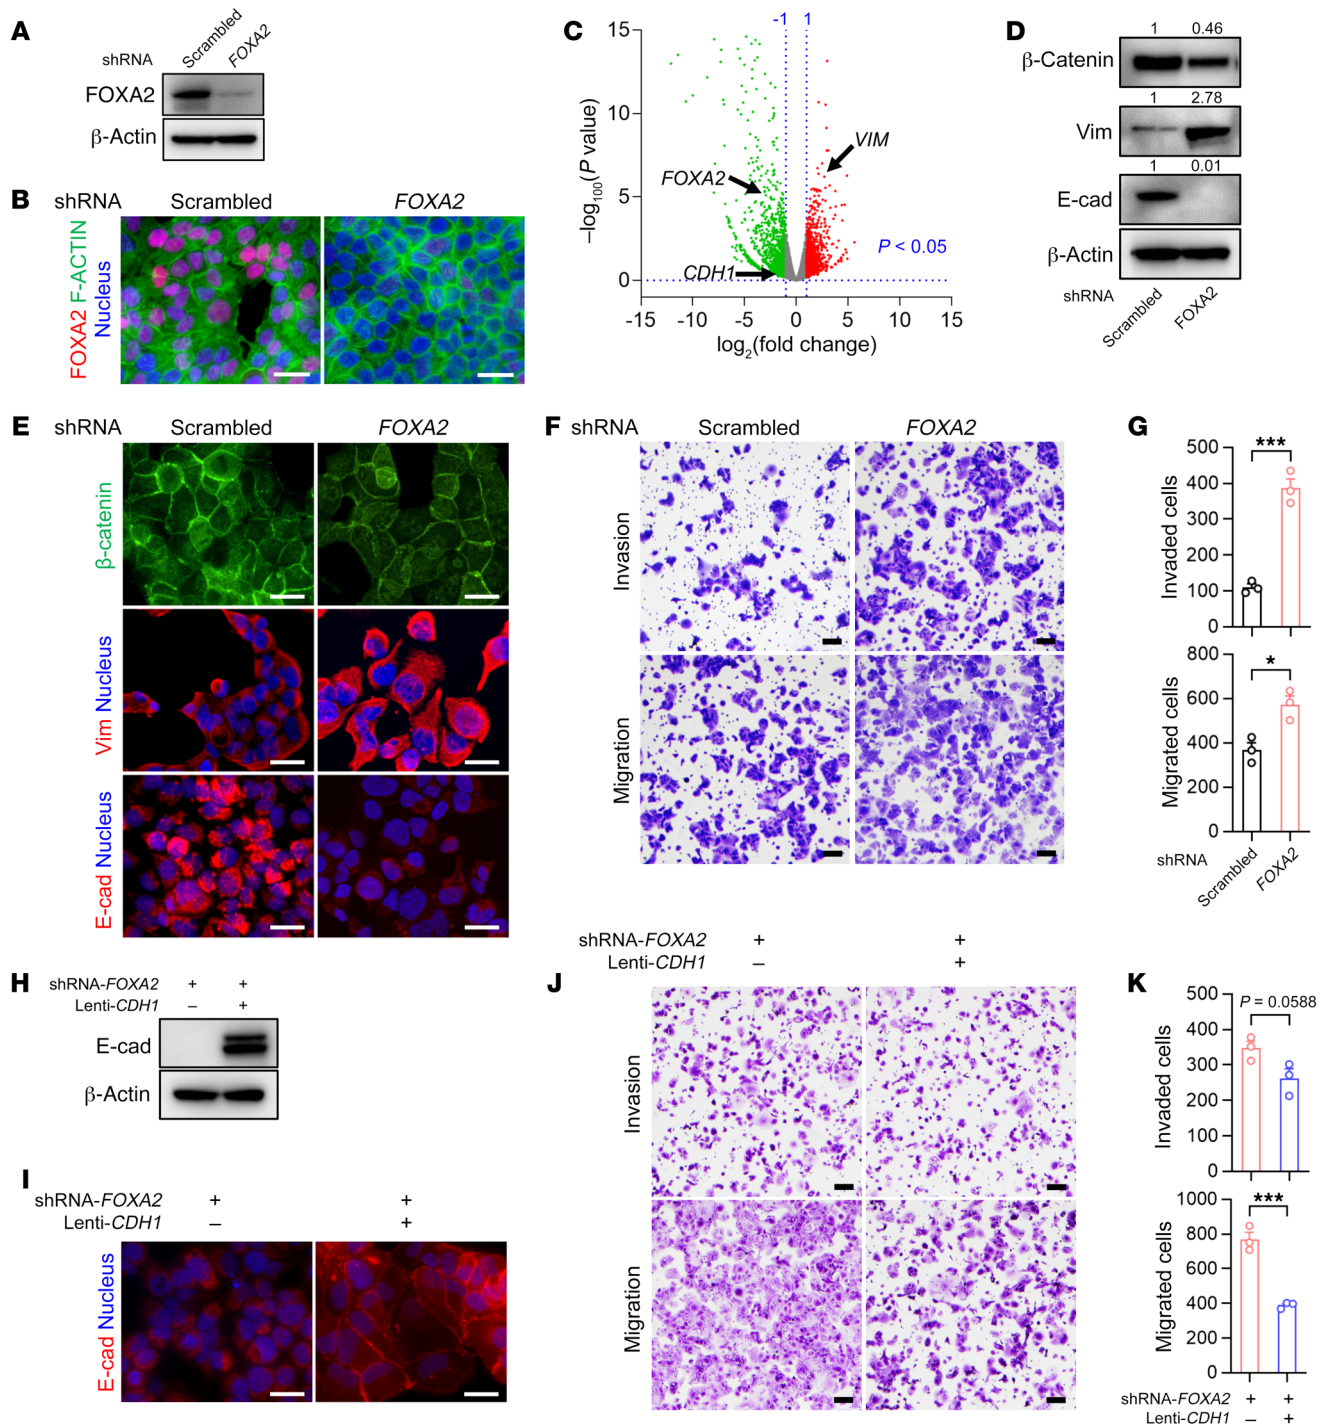 A
shRNA
Scrambled
FOXA2
FOXA2
β-Actin
B
shRNA
Scrambled
FOXA2
FOXA2 F-ACTIN
Nucleus
C
-1
1
15
10
5
0
–log100(P value)
VIM
FOXA2
CDH1
P < 0.05
-15
-10
-5
0
5
10
15
log2(fold change)
D
1
0.46
β-Catenin
1
2.78
Vim
1
0.01
E-cad
β-Actin
shRNA
Scrambled
FOXA2
E
shRNA
Scrambled
FOXA2
β-catenin
Vim Nucleus
E-cad Nucleus
F
shRNA
Scrambled
FOXA2
Invasion
Migration
G
500
400
300
200
100
0
Invaded cells
***
800
600
400
200
0
Migrated cells
*
shRNA
Scrambled
FOXA2
H
shRNA-FOXA2 + +
Lenti-CDH1 – +
E-cad
β-Actin
I
shRNA-FOXA2 + +
Lenti-CDH1 – +
E-cad Nucleus
J
shRNA-FOXA2 + +
Lenti-CDH1 – +
Invasion
Migration
K
500
400
300
200
100
0
Invaded cells
P = 0.0588
1000
800
600
400
200
0
Migrated cells
***
shRNA-FOXA2 + +
Lenti-CDH1 – +